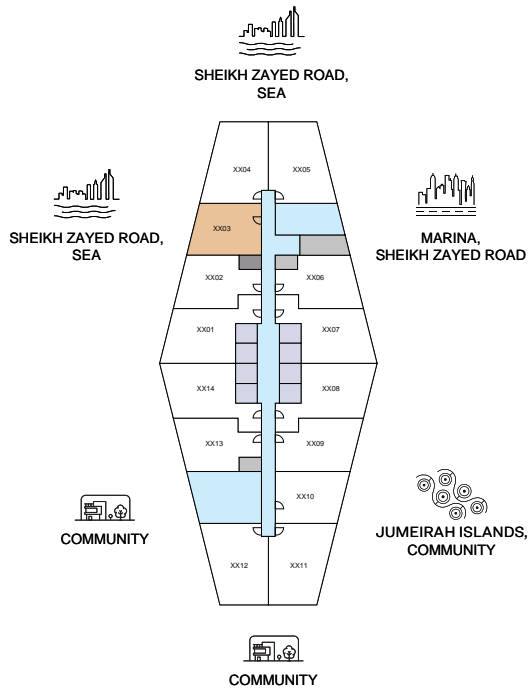 SHEIKH ZAYED ROAD,
SEA
XX04
XX05
SHEIKH ZAYED ROAD,
SEA
XX03
MARINA,
SHEIKH ZAYED ROAD
XX02
XX06
XX01
XX07
XX14
XX08
XX13
XX09
XX10
COMMUNITY
JUMEIRAH ISLANDS,
COMMUNITY
XX12
XX11
COMMUNITY